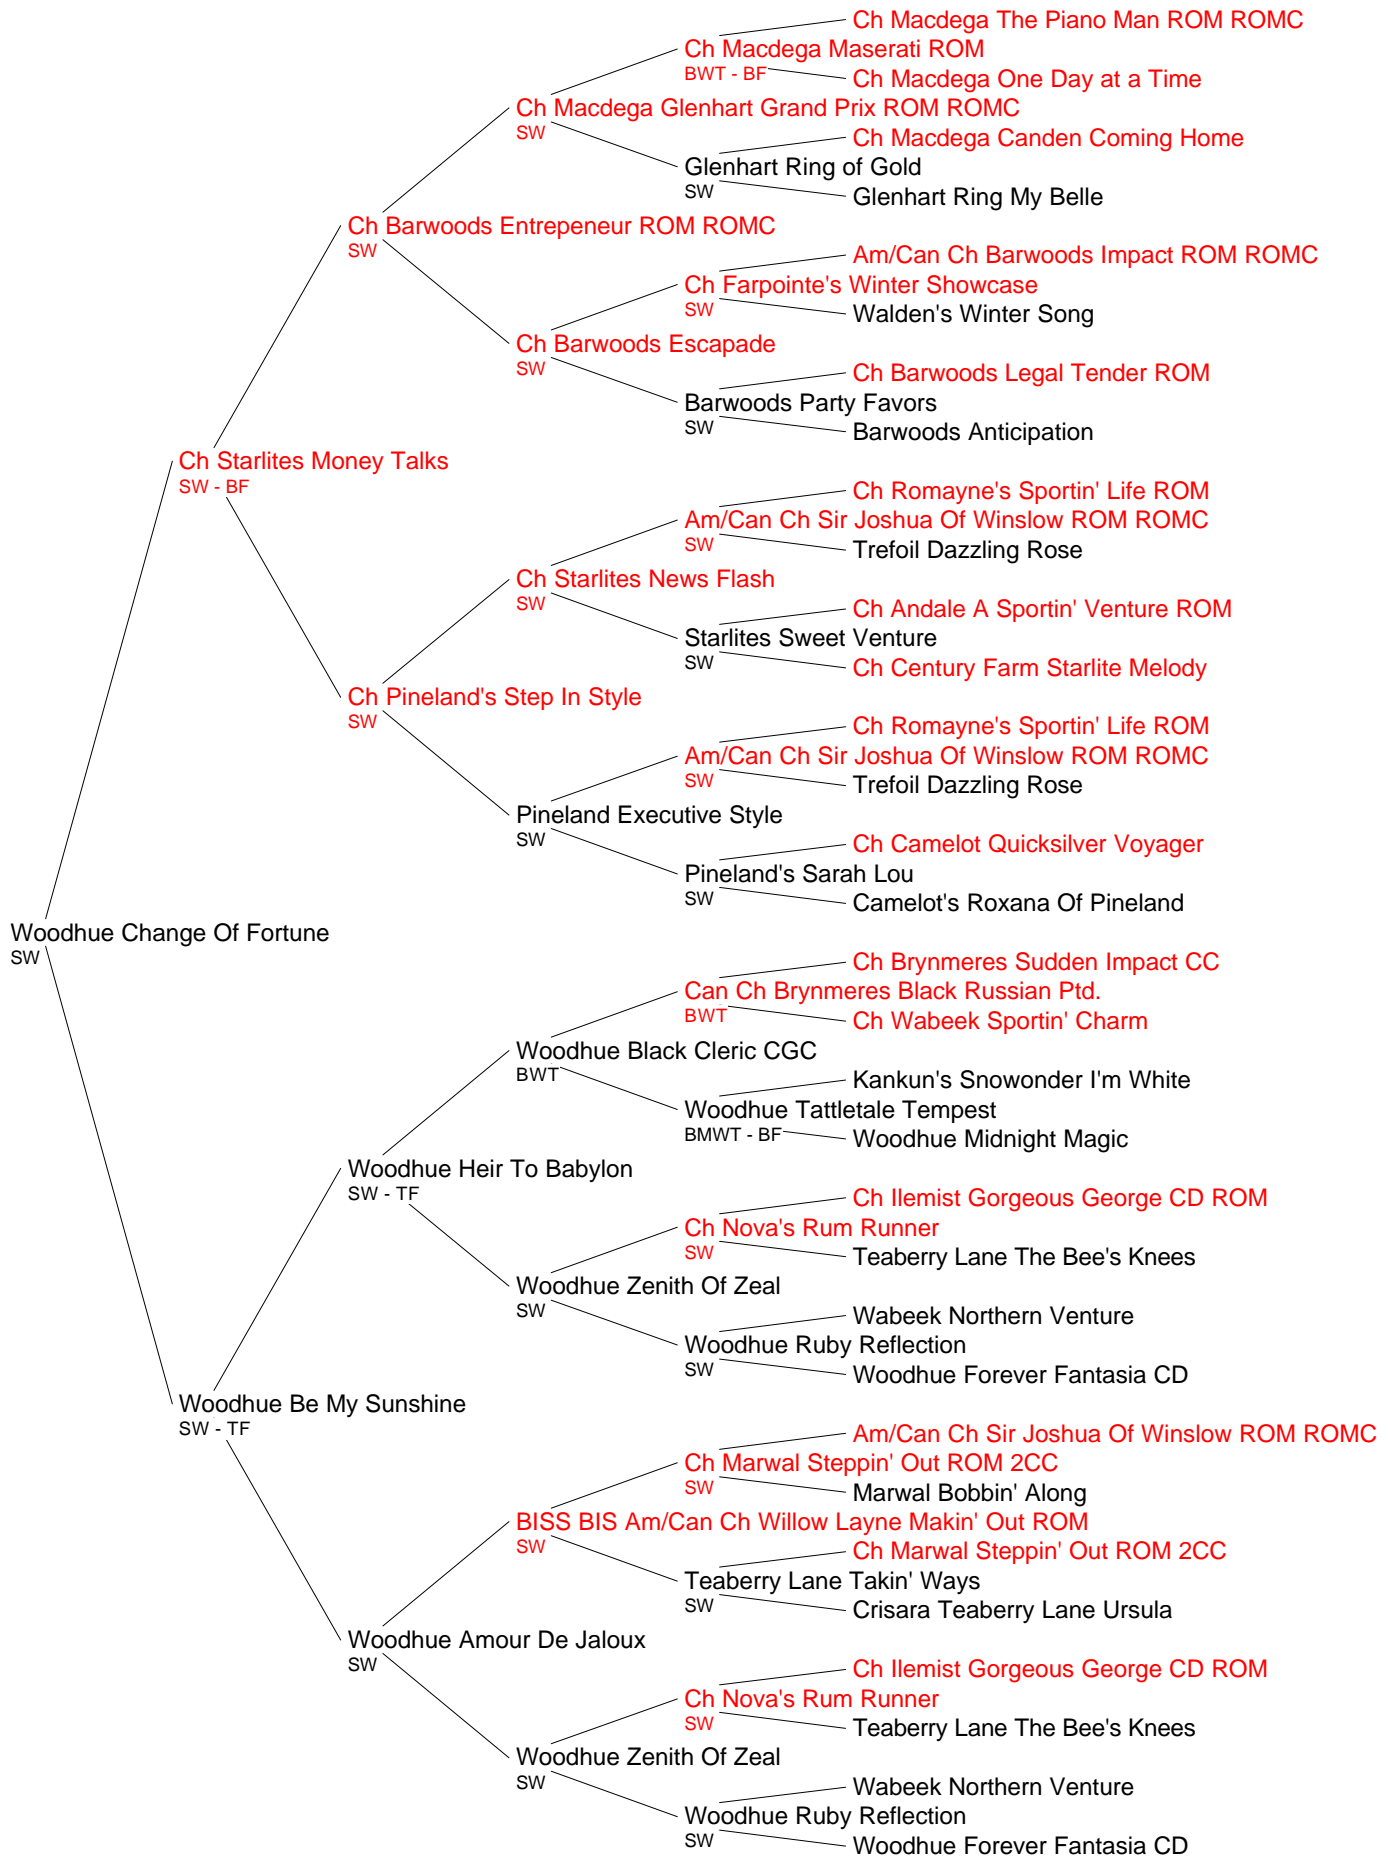 Ch Macdega The Piano Man ROM ROMC
Ch Macdega Maserati ROM
BWT - BF
Ch Macdega One Day at a Time
Ch Macdega Glenhart Grand Prix ROM ROMC
SW
Ch Macdega Canden Coming Home
Glenhart Ring of Gold
SW
Glenhart Ring My Belle
Ch Barwoods Entrepeneur ROM ROMC
SW
Am/Can Ch Barwoods Impact ROM ROMC
Ch Farpointe's Winter Showcase
SW
Walden's Winter Song
Ch Barwoods Escapade
SW
Ch Barwoods Legal Tender ROM
Barwoods Party Favors
SW
Barwoods Anticipation
Ch Starlites Money Talks
SW - BF
Ch Romayne's Sportin' Life ROM
Am/Can Ch Sir Joshua Of Winslow ROM ROMC
SW
Trefoil Dazzling Rose
Ch Starlites News Flash
SW
Ch Andale A Sportin' Venture ROM
Starlites Sweet Venture
SW
Ch Century Farm Starlite Melody
Ch Pineland's Step In Style
SW
Ch Romayne's Sportin' Life ROM
Am/Can Ch Sir Joshua Of Winslow ROM ROMC
SW
Trefoil Dazzling Rose
Pineland Executive Style
SW
Ch Camelot Quicksilver Voyager
Pineland's Sarah Lou
SW
Camelot's Roxana Of Pineland
Woodhue Change Of Fortune
SW
Ch Brynmeres Sudden Impact CC
Can Ch Brynmeres Black Russian Ptd.
BWT
Ch Wabeek Sportin' Charm
Woodhue Black Cleric CGC
BWT
Kankun's Snowonder I'm White
Woodhue Tattletale Tempest
BMWT - BF
Woodhue Midnight Magic
Woodhue Heir To Babylon
SW - TF
Ch Ilemist Gorgeous George CD ROM
Ch Nova's Rum Runner
SW
Teaberry Lane The Bee's Knees
Woodhue Zenith Of Zeal
SW
Wabeek Northern Venture
Woodhue Ruby Reflection
SW
Woodhue Forever Fantasia CD
Woodhue Be My Sunshine
SW - TF
Am/Can Ch Sir Joshua Of Winslow ROM ROMC
Ch Marwal Steppin' Out ROM 2CC
SW
Marwal Bobbin' Along
BISS BIS Am/Can Ch Willow Layne Makin' Out ROM
SW
Ch Marwal Steppin' Out ROM 2CC
Teaberry Lane Takin' Ways
SW
Crisara Teaberry Lane Ursula
Woodhue Amour De Jaloux
SW
Ch Ilemist Gorgeous George CD ROM
Ch Nova's Rum Runner
SW
Teaberry Lane The Bee's Knees
Woodhue Zenith Of Zeal
SW
Wabeek Northern Venture
Woodhue Ruby Reflection
SW
Woodhue Forever Fantasia CD